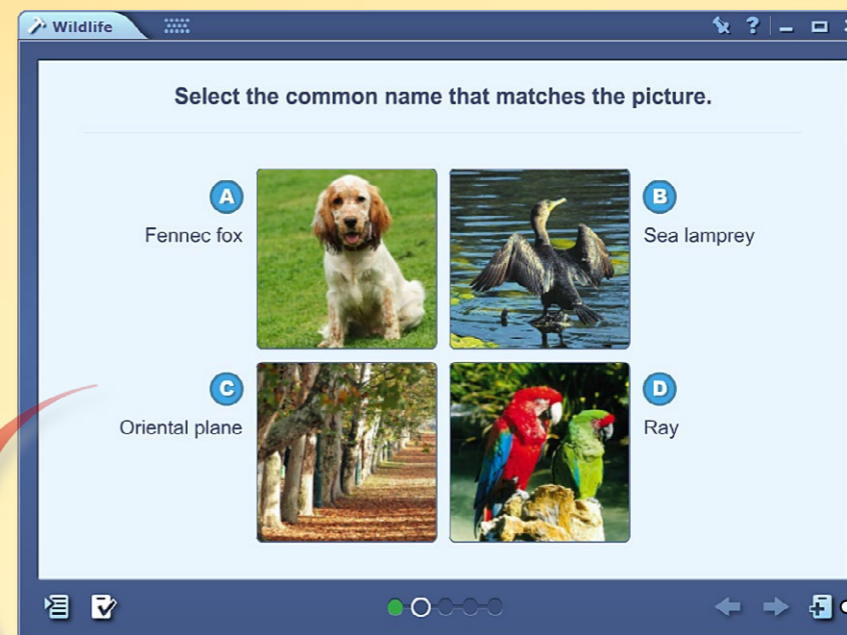 Wildlife
?
Select the common name that matches the picture.
A
Fennec fox
B
Sea lamprey
C
Oriental plane
D
Ray